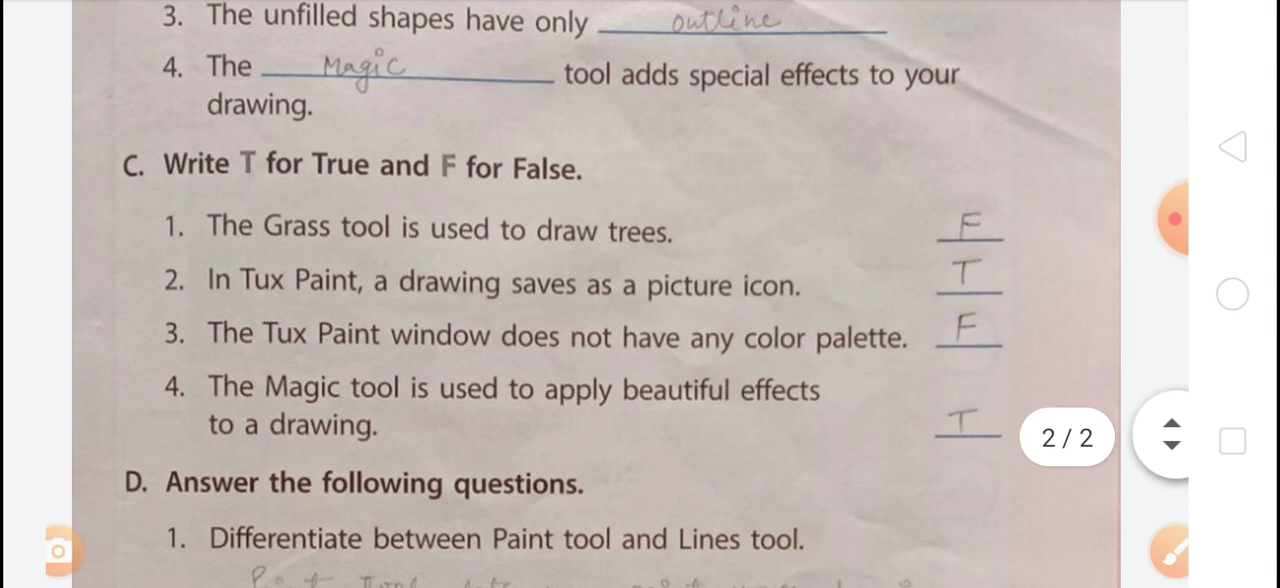 3. The unfilled shapes have only outline
4. The Magic tool adds special effects to your
drawing.
C. Write T for True and F for False.
1. The Grass tool is used to draw trees. F
2. In Tux Paint, a drawing saves as a picture icon. T
3. The Tux Paint window does not have any color palette. F
4. The Magic tool is used to apply beautiful effects
to a drawing. T
2 / 2
D. Answer the following questions.
1. Differentiate between Paint tool and Lines tool.